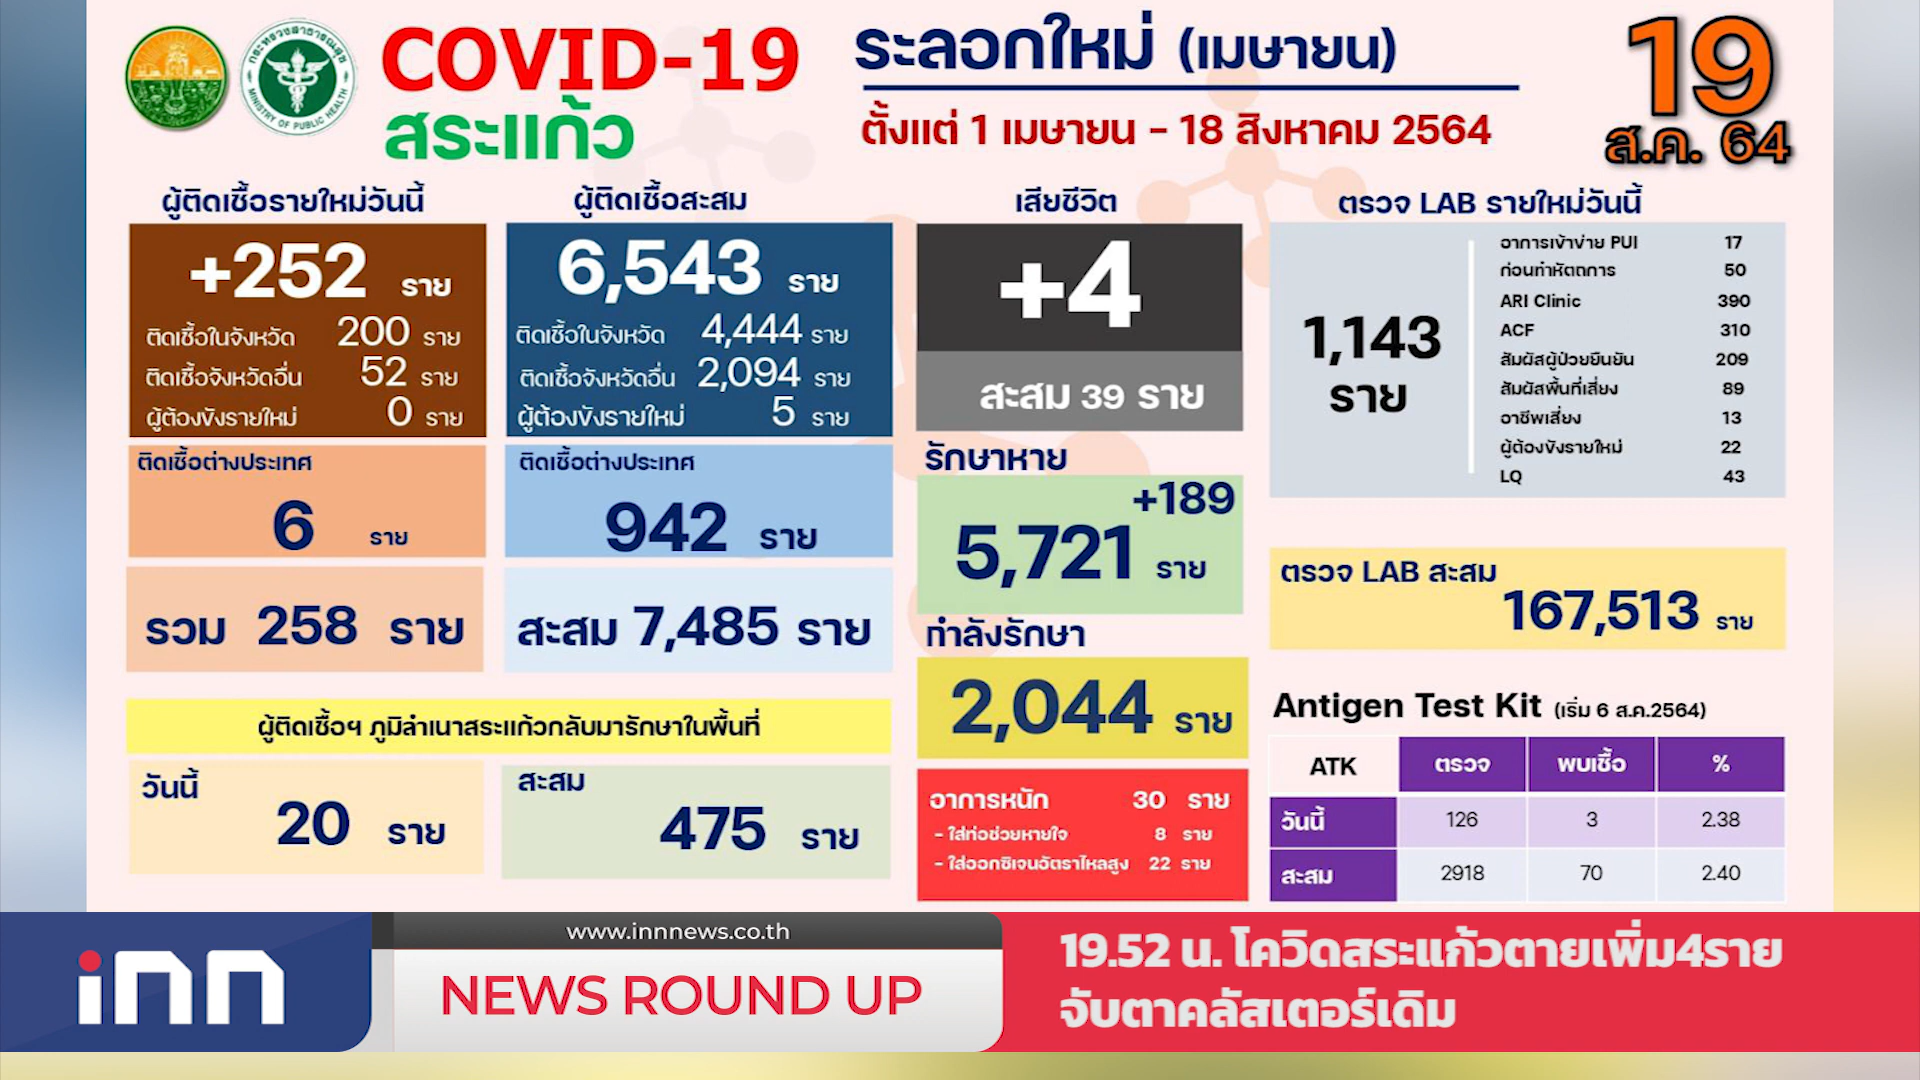 กระทรวงสาธารณสุข
MINISTRY OF PUBLIC HEALTH
COVID-19
สระแก้ว
ระลอกใหม่ (เมษายน)
ตั้งแต่ 1 เมษายน - 18 สิงหาคม 2564
19
ส.ค. 64
ผู้ติดเชื้อรายใหม่วันนี้
+252 ราย
ติดเชื้อในจังหวัด 200 ราย
ติดเชื้อจังหวัดอื่น 52 ราย
ผู้ต้องขังรายใหม่ 0 ราย
ติดเชื้อต่างประเทศ
6 ราย
รวม 258 ราย
ผู้ติดเชื้อสะสม
6,543 ราย
ติดเชื้อในจังหวัด 4,444 ราย
ติดเชื้อจังหวัดอื่น 2,094 ราย
ผู้ต้องขังรายใหม่ 5 ราย
ติดเชื้อต่างประเทศ
942 ราย
สะสม 7,485 ราย
ผู้ติดเชื้อฯ ภูมิลำเนาสระแก้วกลับมารักษาในพื้นที่
วันนี้
20 ราย
สะสม
475 ราย
เสียชีวิต
+4
สะสม 39 ราย
รักษาหาย
+189
5,721 ราย
กำลังรักษา
2,044 ราย
อาการหนัก 30 ราย
- ใส่ท่อช่วยหายใจ 8 ราย
- ใส่ออกซิเจนอัตราไหลสูง 22 ราย
ตรวจ LAB รายใหม่วันนี้
1,143
ราย
อาการเข้าข่าย PUI 17
ก่อนทำหัตถการ 50
ARI Clinic 390
ACF 310
สัมผัสผู้ป่วยยืนยัน 209
สัมผัสพื้นที่เสี่ยง 89
อาชีพเสี่ยง 13
ผู้ต้องขังรายใหม่ 22
LQ 43
ตรวจ LAB สะสม
167,513 ราย
Antigen Test Kit (เริ่ม 6 ส.ค.2564)
ATK ตรวจ พบเชื้อ %
วันนี้ 126 3 2.38
สะสม 2918 70 2.40
inn
www.innnews.co.th
NEWS ROUND UP
19.52 น. โควิดสระแก้วตายเพิ่ม4ราย
จับตาคลัสเตอร์เดิม